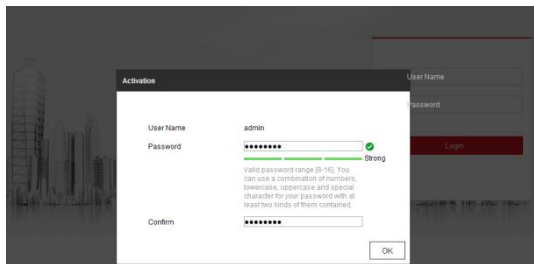 Activation
User Name
Password
Login
User Name admin
Password ●●●●●●●●
Strong
Valid password range [8-16]. You
can use a combination of numbers,
lowercase, uppercase and special
character for your password with at
least two kinds of them contained.
Confirm ●●●●●●●●
OK